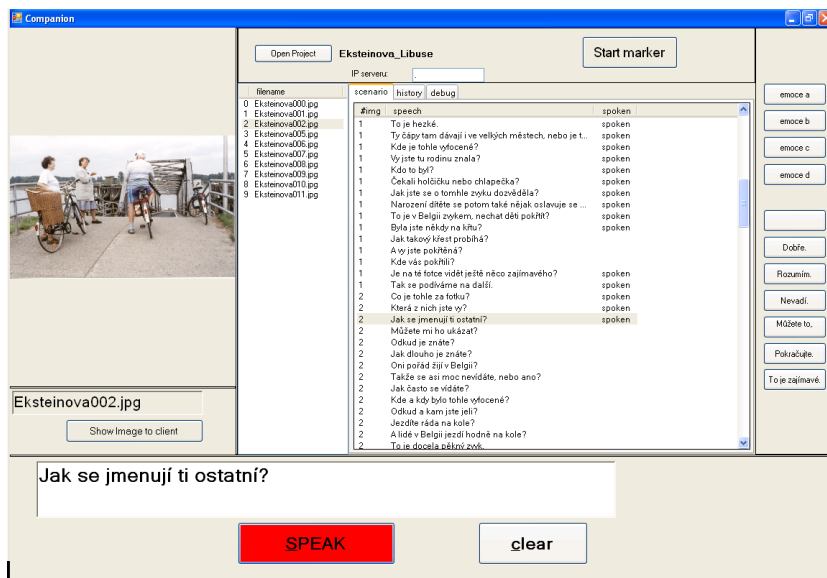 Companion
Open Project
Eksteinova_Libuse
Start marker
IP serveru:
.
filename
0 Eksteinova000.jpg
1 Eksteinova001.jpg
2 Eksteinova002.jpg
3 Eksteinova005.jpg
4 Eksteinova006.jpg
5 Eksteinova007.jpg
6 Eksteinova008.jpg
7 Eksteinova009.jpg
8 Eksteinova010.jpg
9 Eksteinova011.jpg
scenario history debug
#img speech spoken
1 To je hezké. spoken
1 Ty čápy tam dávají i ve velkých městech, nebo je t... spoken
1 Kde je tohle vyfocené? spoken
1 Vy jste tu rodinu znala? spoken
1 Kdo to byl? spoken
1 Čekali holčičku nebo chlapečka? spoken
1 Jak jste se o tomhle zvyku dozvěděla? spoken
1 Narození dítěte se potom také nějak oslavuje se ... spoken
1 To je v Belgii zvykem, nechat děti pokřtít? spoken
1 Byla jste někdy na křtu? spoken
1 Jak takový křest probíhá?
1 A vy jste pokřtěná?
1 Kde vás pokřtili?
1 Je na té fotce vidět ještě něco zajímavého? spoken
1 Tak se podíváme na další. spoken
2 Co je tohle za fotku? spoken
2 Která z nich jste vy? spoken
2 Jak se jmenují ti ostatní? spoken
2 Můžete mi ho ukázat?
2 Odkud je znáte?
2 Jak dlouho je znáte?
2 Oni pořád žijí v Belgii?
2 Takže se asi moc nevídáte, nebo ano?
2 Jak často se vídáte?
2 Kde a kdy bylo tohle vyfocené?
2 Odkud a kam jste jeli?
2 Jezdíte ráda na kole?
2 A lidé v Belgii jezdí hodně na kole?
2 To je docela pěkný zvyk.
emoce a
emoce b
emoce c
emoce d
Dobře.
Rozumím.
Nevadí.
Můžete to,
Pokračujte.
To je zajímavé.
Eksteinova002.jpg
Show Image to client
Jak se jmenují ti ostatní?
SPEAK
clear